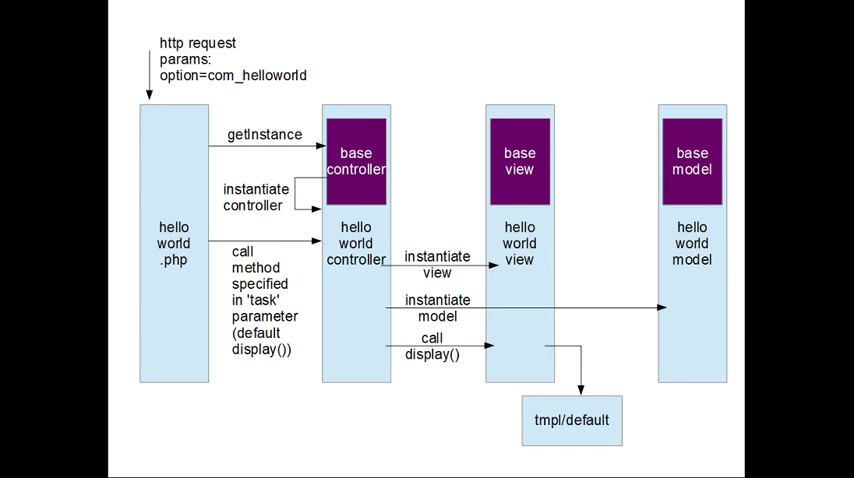 http request
params:
option=com_helloworld
getInstance
base
controller
base
view
base
model
instantiate
controller
hello
world
.php
hello
world
controller
hello
world
view
hello
world
model
call
method
specified
in 'task'
parameter
(default
display())
instantiate
view
instantiate
model
call
display()
tmpl/default